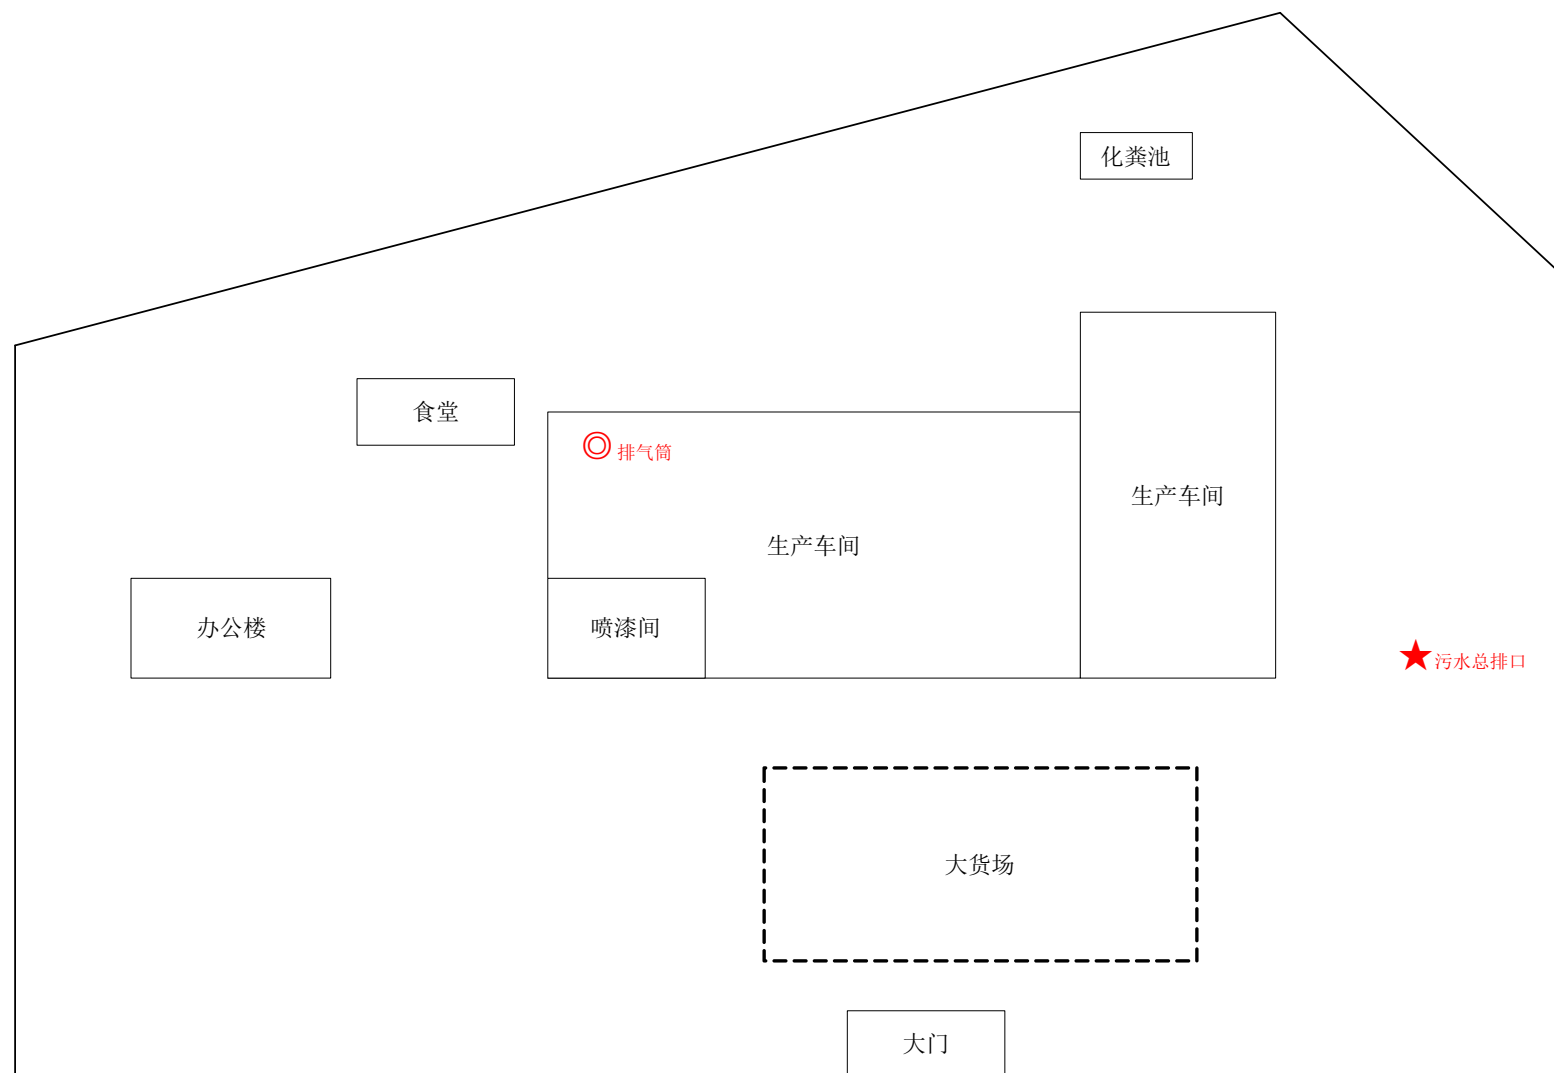 化粪池
食堂
排气筒
生产车间
生产车间
办公楼
喷漆间
污水总排口
大货场
大门